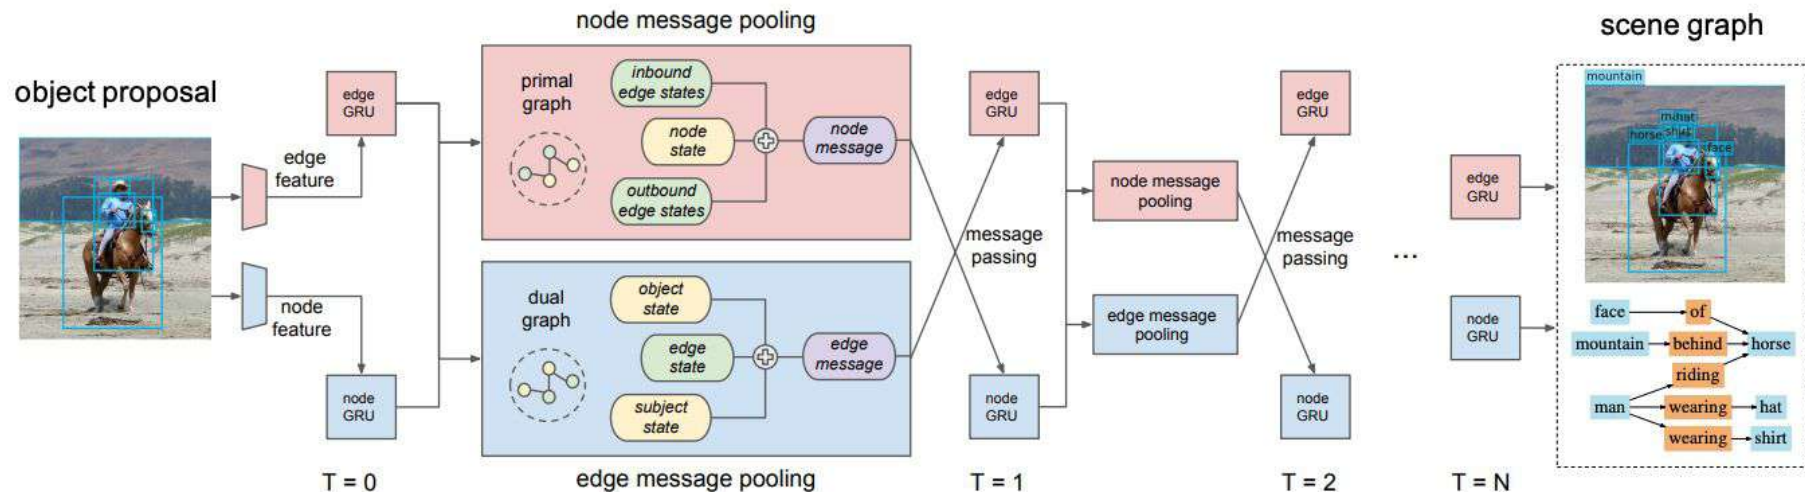 node message pooling
scene graph
object proposal
edge
feature
node
feature
edge
GRU
node
GRU
T = 0
primal
graph
inbound
edge states
node
state
outbound
edge states
node
message
dual
graph
object
state
edge
state
subject
state
edge
message
edge message pooling
edge
GRU
message
passing
node
GRU
T = 1
node message
pooling
edge message
pooling
edge
GRU
message
passing
node
GRU
T = 2
...
edge
GRU
node
GRU
T = N
mountain
horse
shirt
face
face
of
mountain
behind
horse
riding
man
wearing
hat
wearing
shirt